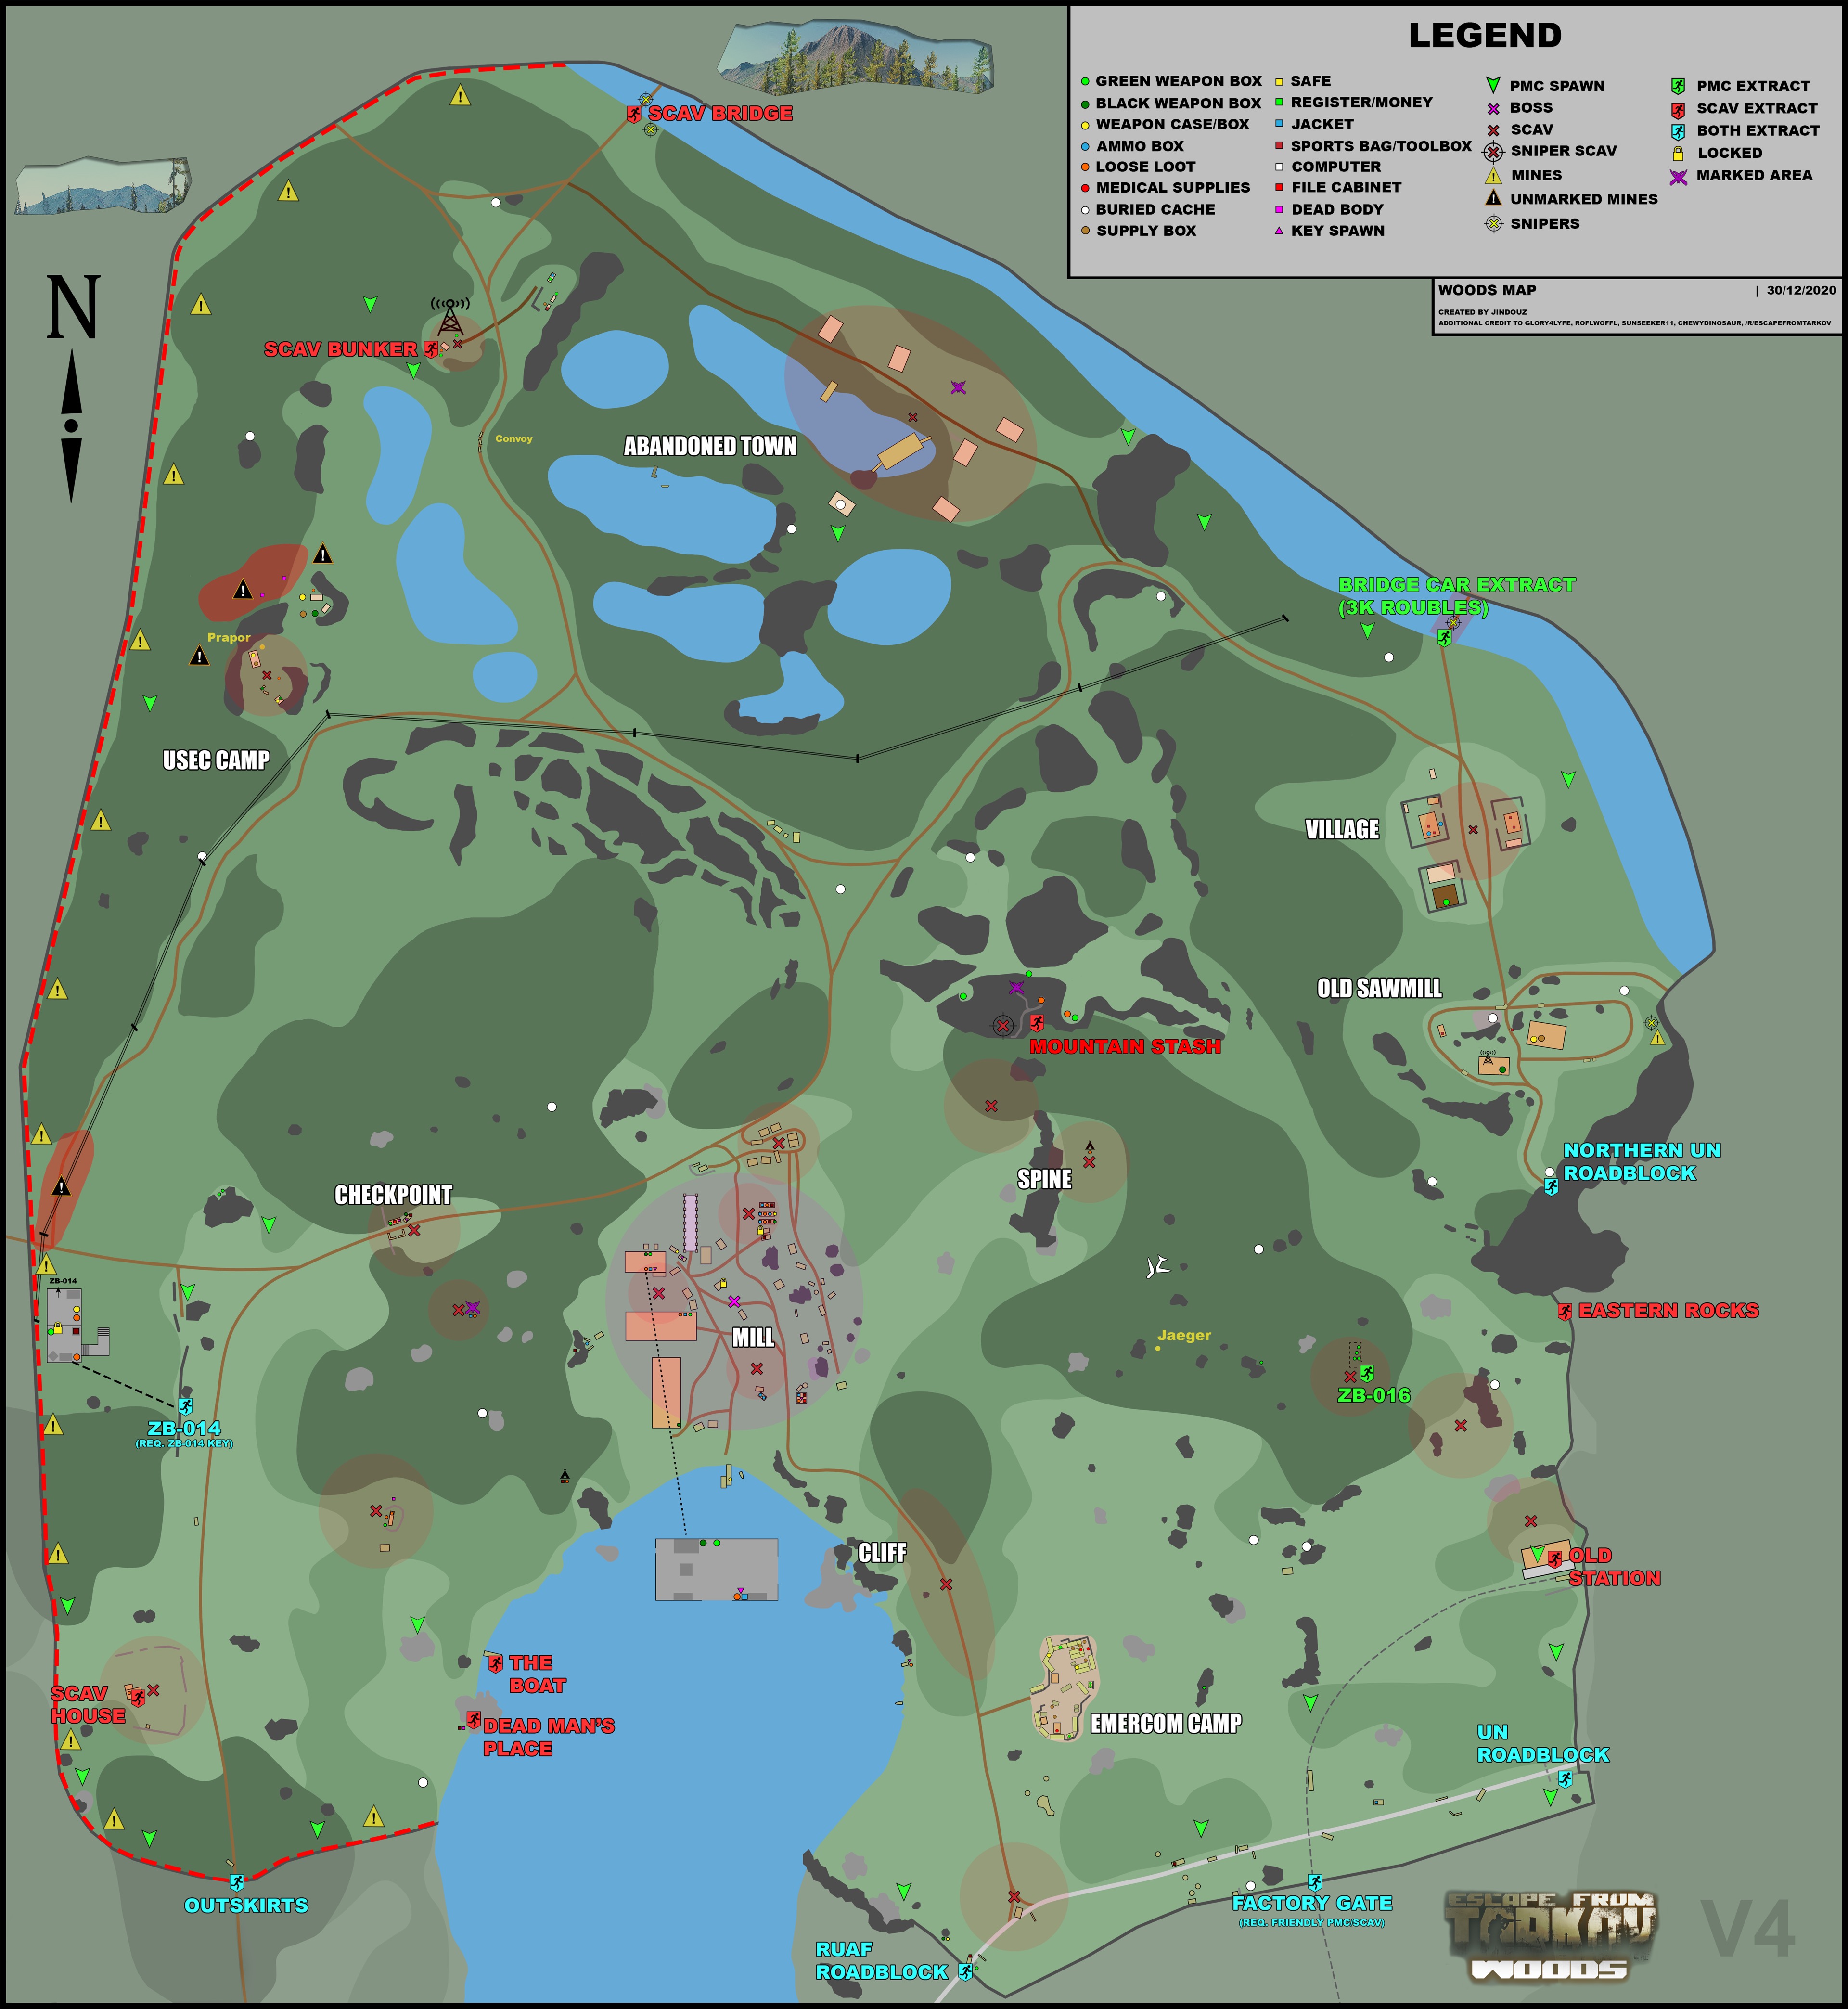 LEGEND
GREEN WEAPON BOX
BLACK WEAPON BOX
WEAPON CASE/BOX
AMMO BOX
LOOSE LOOT
MEDICAL SUPPLIES
BURIED CACHE
SUPPLY BOX
SAFE
REGISTER/MONEY
JACKET
SPORTS BAG/TOOLBOX
COMPUTER
FILE CABINET
DEAD BODY
KEY SPAWN
PMC SPAWN
BOSS
SCAV
SNIPER SCAV
MINES
UNMARKED MINES
SNIPERS
PMC EXTRACT
SCAV EXTRACT
BOTH EXTRACT
LOCKED
MARKED AREA
WOODS MAP | 30/12/2020
CREATED BY JINDOUZ
ADDITIONAL CREDIT TO GLORY4LYFE, ROFLWOFFL, SUNSEEKER11, CHEWYDINOSAUR, /R/ESCAPEFROMTARKOV
SCAV BRIDGE
N
SCAV BUNKER
Convoy
ABANDONED TOWN
BRIDGE CAR EXTRACT
(3K ROUBLES)
Prapor
USEC CAMP
VILLAGE
OLD SAWMILL
MOUNTAIN STASH
NORTHERN UN
ROADBLOCK
SPINE
CHECKPOINT
ZB-014
EASTERN ROCKS
MILL
Jaeger
ZB-016
ZB-014
(REQ. ZB-014 KEY)
CLIFF
OLD
STATION
THE
BOAT
SCAV
HOUSE
DEAD MAN'S
PLACE
EMERCOM CAMP
UN
ROADBLOCK
OUTSKIRTS
FACTORY GATE
(REQ. FRIENDLY PMC/SCAV)
RUAF
ROADBLOCK
ESCAPE FROM
TARKOV
WOODS
V4